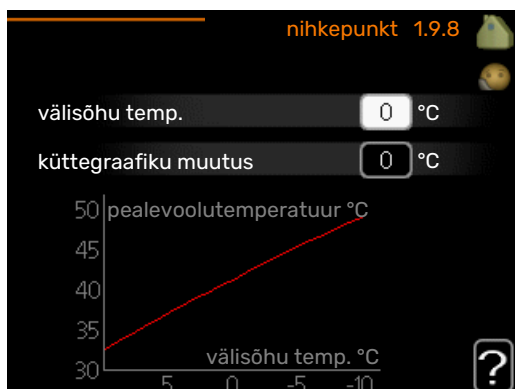 nihkepunkt 1.9.8
välisõhu temp. 0 °C
küttegraafiku muutus 0 °C
50 pealevoolutemperatuur °C
45
40
35
välisõhu temp. °C
30
5 0 -5 -10
?